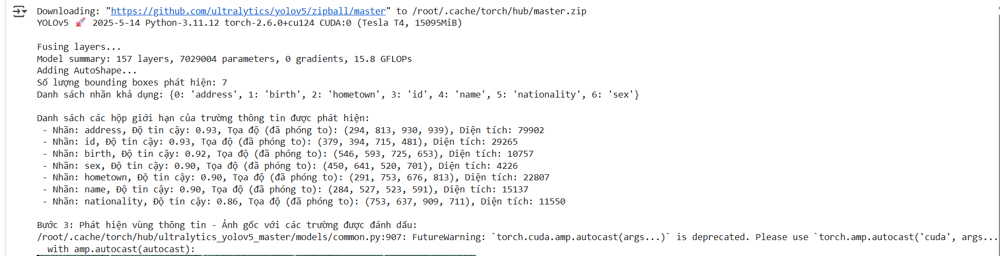 Downloading: "https://github.com/ultralytics/yolov5/zipball/master" to /root/.cache/torch/hub/master.zip
YOLOv5 🚀 2025-5-14 Python-3.11.12 torch-2.6.0+cu124 CUDA:0 (Tesla T4, 15095MiB)
Fusing layers...
Model summary: 157 layers, 7029004 parameters, 0 gradients, 15.8 GFLOPs
Adding AutoShape...
Số lượng bounding boxes phát hiện: 7
Danh sách nhãn khả dụng: {0: 'address', 1: 'birth', 2: 'hometown', 3: 'id', 4: 'name', 5: 'nationality', 6: 'sex'}
Danh sách các hộp giới hạn của trường thông tin được phát hiện:
- Nhãn: address, Độ tin cậy: 0.93, Tọa độ (đã phóng to): (294, 813, 930, 939), Diện tích: 79902
- Nhãn: id, Độ tin cậy: 0.93, Tọa độ (đã phóng to): (379, 394, 715, 481), Diện tích: 29265
- Nhãn: birth, Độ tin cậy: 0.92, Tọa độ (đã phóng to): (546, 593, 725, 653), Diện tích: 10757
- Nhãn: sex, Độ tin cậy: 0.90, Tọa độ (đã phóng to): (450, 641, 520, 701), Diện tích: 4226
- Nhãn: hometown, Độ tin cậy: 0.90, Tọa độ (đã phóng to): (291, 753, 676, 813), Diện tích: 22807
- Nhãn: name, Độ tin cậy: 0.90, Tọa độ (đã phóng to): (284, 527, 523, 591), Diện tích: 15137
- Nhãn: nationality, Độ tin cậy: 0.86, Tọa độ (đã phóng to): (753, 637, 909, 711), Diện tích: 11550
Bước 3: Phát hiện vùng thông tin - Ảnh gốc với các trường được đánh dấu:
/root/.cache/torch/hub/ultralytics_yolov5_master/models/common.py:907: FutureWarning: `torch.cuda.amp.autocast(args...)` is deprecated. Please use `torch.amp.autocast('cuda', args...
with amp.autocast(autocast):